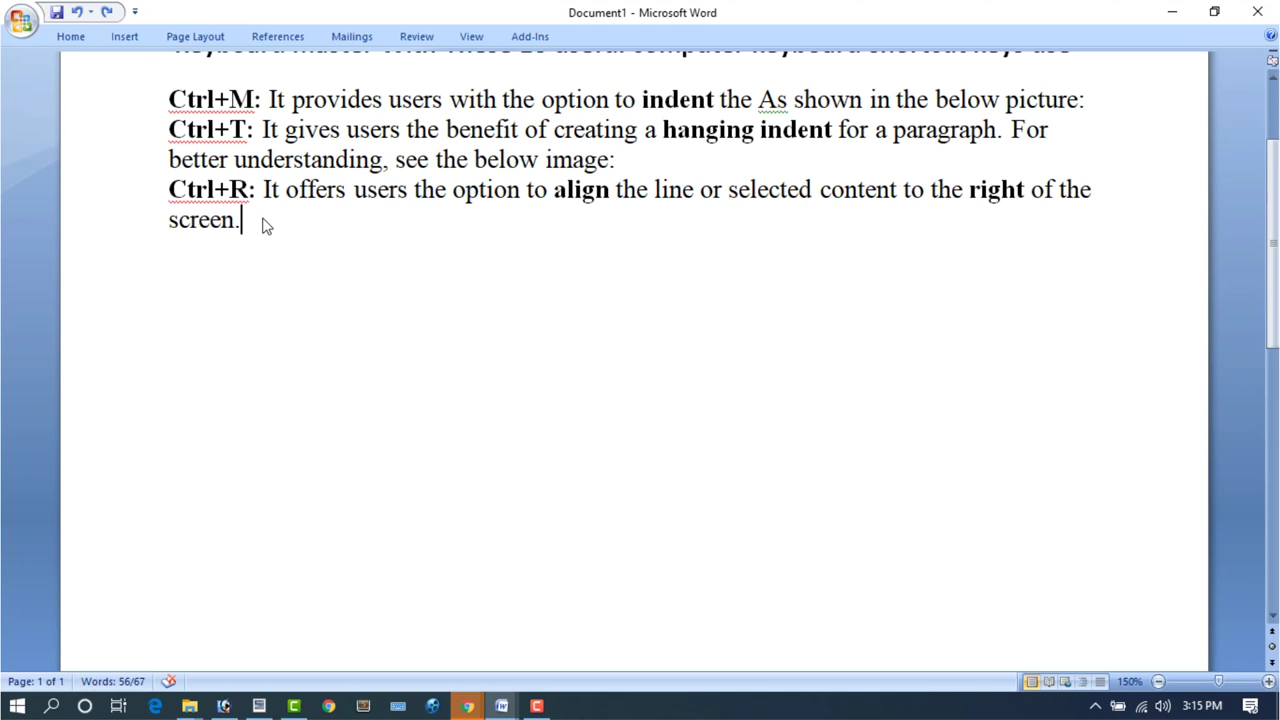 Document1 - Microsoft Word
Home Insert Page Layout References Mailings Review View Add-Ins
Ctrl+M: It provides users with the option to indent the As shown in the below picture:
Ctrl+T: It gives users the benefit of creating a hanging indent for a paragraph. For
better understanding, see the below image:
Ctrl+R: It offers users the option to align the line or selected content to the right of the
screen.
Page: 1 of 1 Words: 56/67 150%
3:15 PM